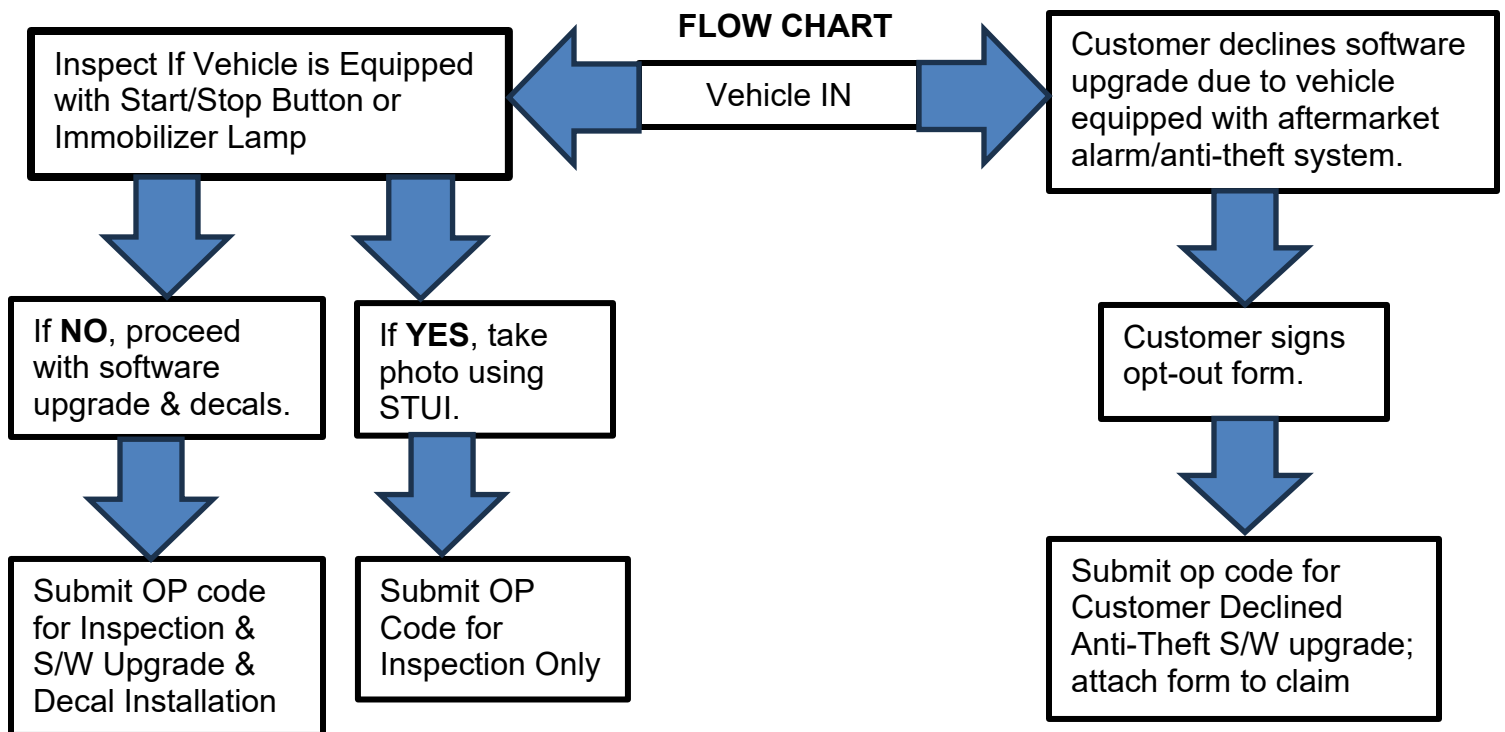 FLOW CHART
Vehicle IN
Inspect If Vehicle is Equipped
with Start/Stop Button or
Immobilizer Lamp
If NO, proceed
with software
upgrade & decals.
Submit OP code
for Inspection &
S/W Upgrade &
Decal Installation
If YES, take
photo using
STUI.
Submit OP
Code for
Inspection Only
Customer declines software
upgrade due to vehicle
equipped with aftermarket
alarm/anti-theft system.
Customer signs
opt-out form.
Submit op code for
Customer Declined
Anti-Theft S/W upgrade;
attach form to claim